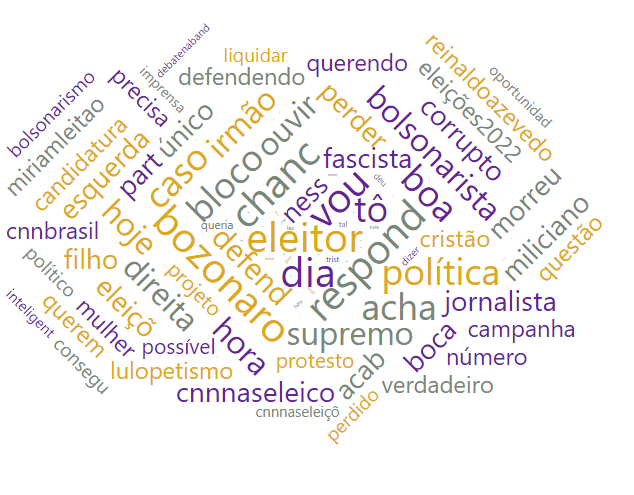 debatenaband
imprensa
liquidar
defendendo
querendo
reinaldoazevedo
eleições2022
oportunidad
bolsonarismo
miriamleitao
precisa
único
irmão
ouvir
perder
bolsonarista
corrupto
candidatura
esquerda
part
caso
bloco
chanc
fascista
boa
morreu
miliciano
questão
cnnbrasil
hoje
bozonaro
ness
vou
tô
deu
queria
faz
tal
eleitor
respond
dizer
cristão
político
filho
direita
defend
dia
trist
política
inteligent
querem
eleiçõ
projeto
hora
supremo
acha
jornalista
consegu
mulher
possível
protesto
acab
boca
campanha
número
lulopetismo
cnnnaseleico
verdadeiro
cnnnaseleiçõ
perdido